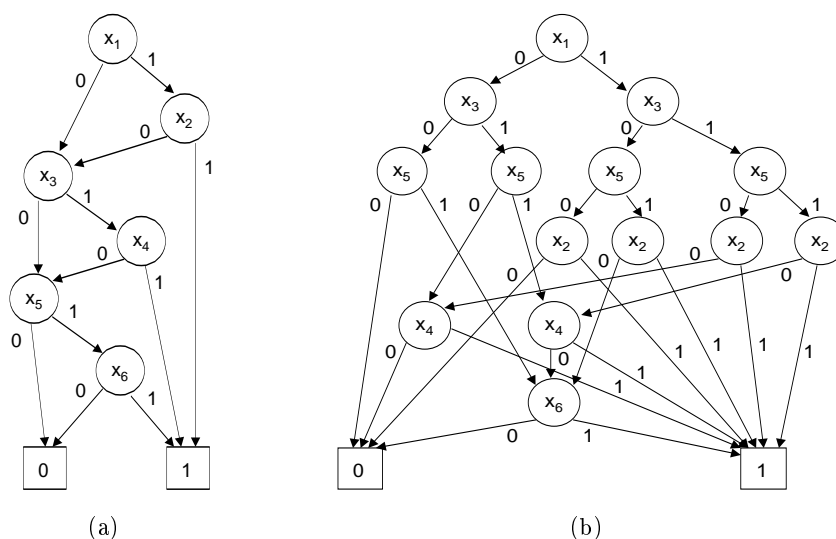 x₁ x₁
0 1 0 1
x₂ x₃ x₃
0 1 0 1 0 1
x₃ x₅ x₅ x₅ x₅
0 1 0 1 0 1 0 1 0 1
x₄ x₂ x₂ x₂ x₂
0 1 0 0 0 0
x₅ x₄ x₄
0 1 0 0 1 1 1 1
x₆ x₆
0 1 0 1 1 1
0 1 0 1
(a) (b)